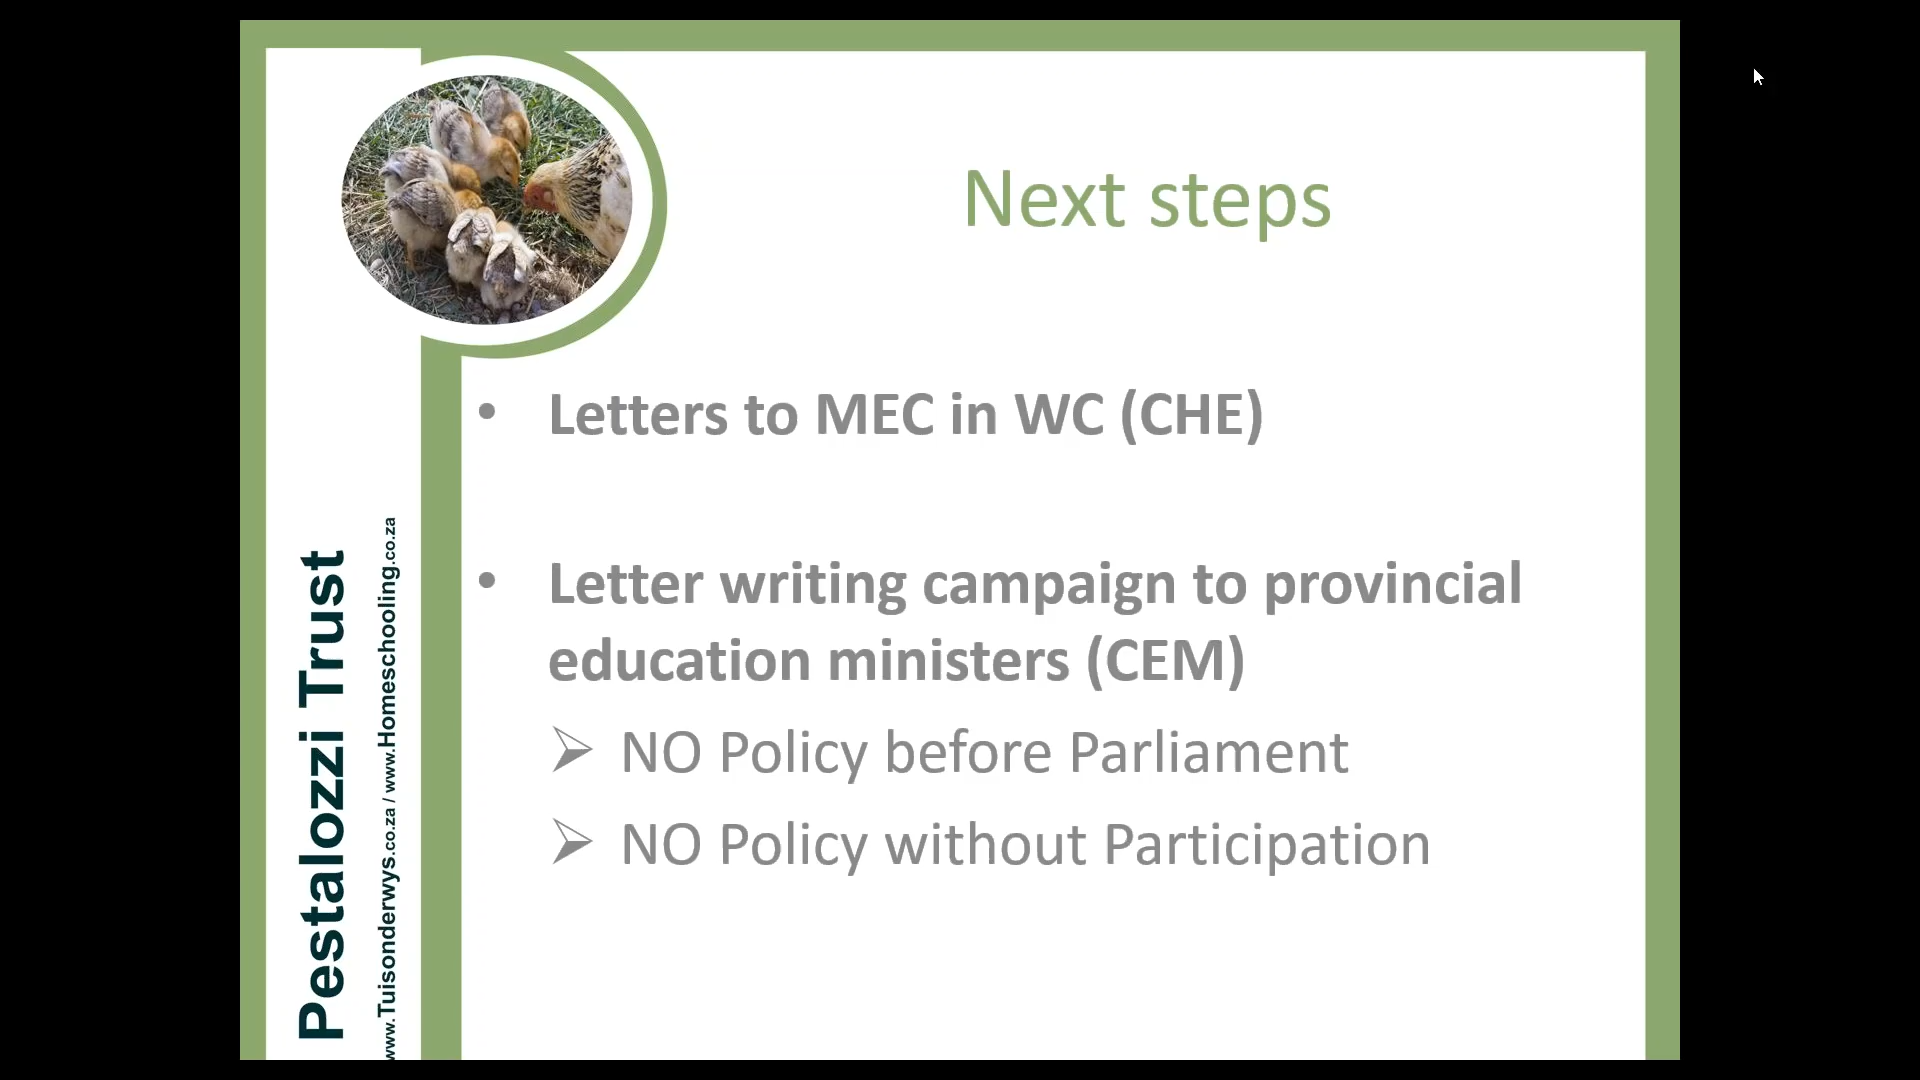 Next steps
• Letters to MEC in WC (CHE)
• Letter writing campaign to provincial
education ministers (CEM)
➢ NO Policy before Parliament
➢ NO Policy without Participation
Pestalozzi Trust
www.Tuisonderwys.co.za / www.Homeschooling.co.za